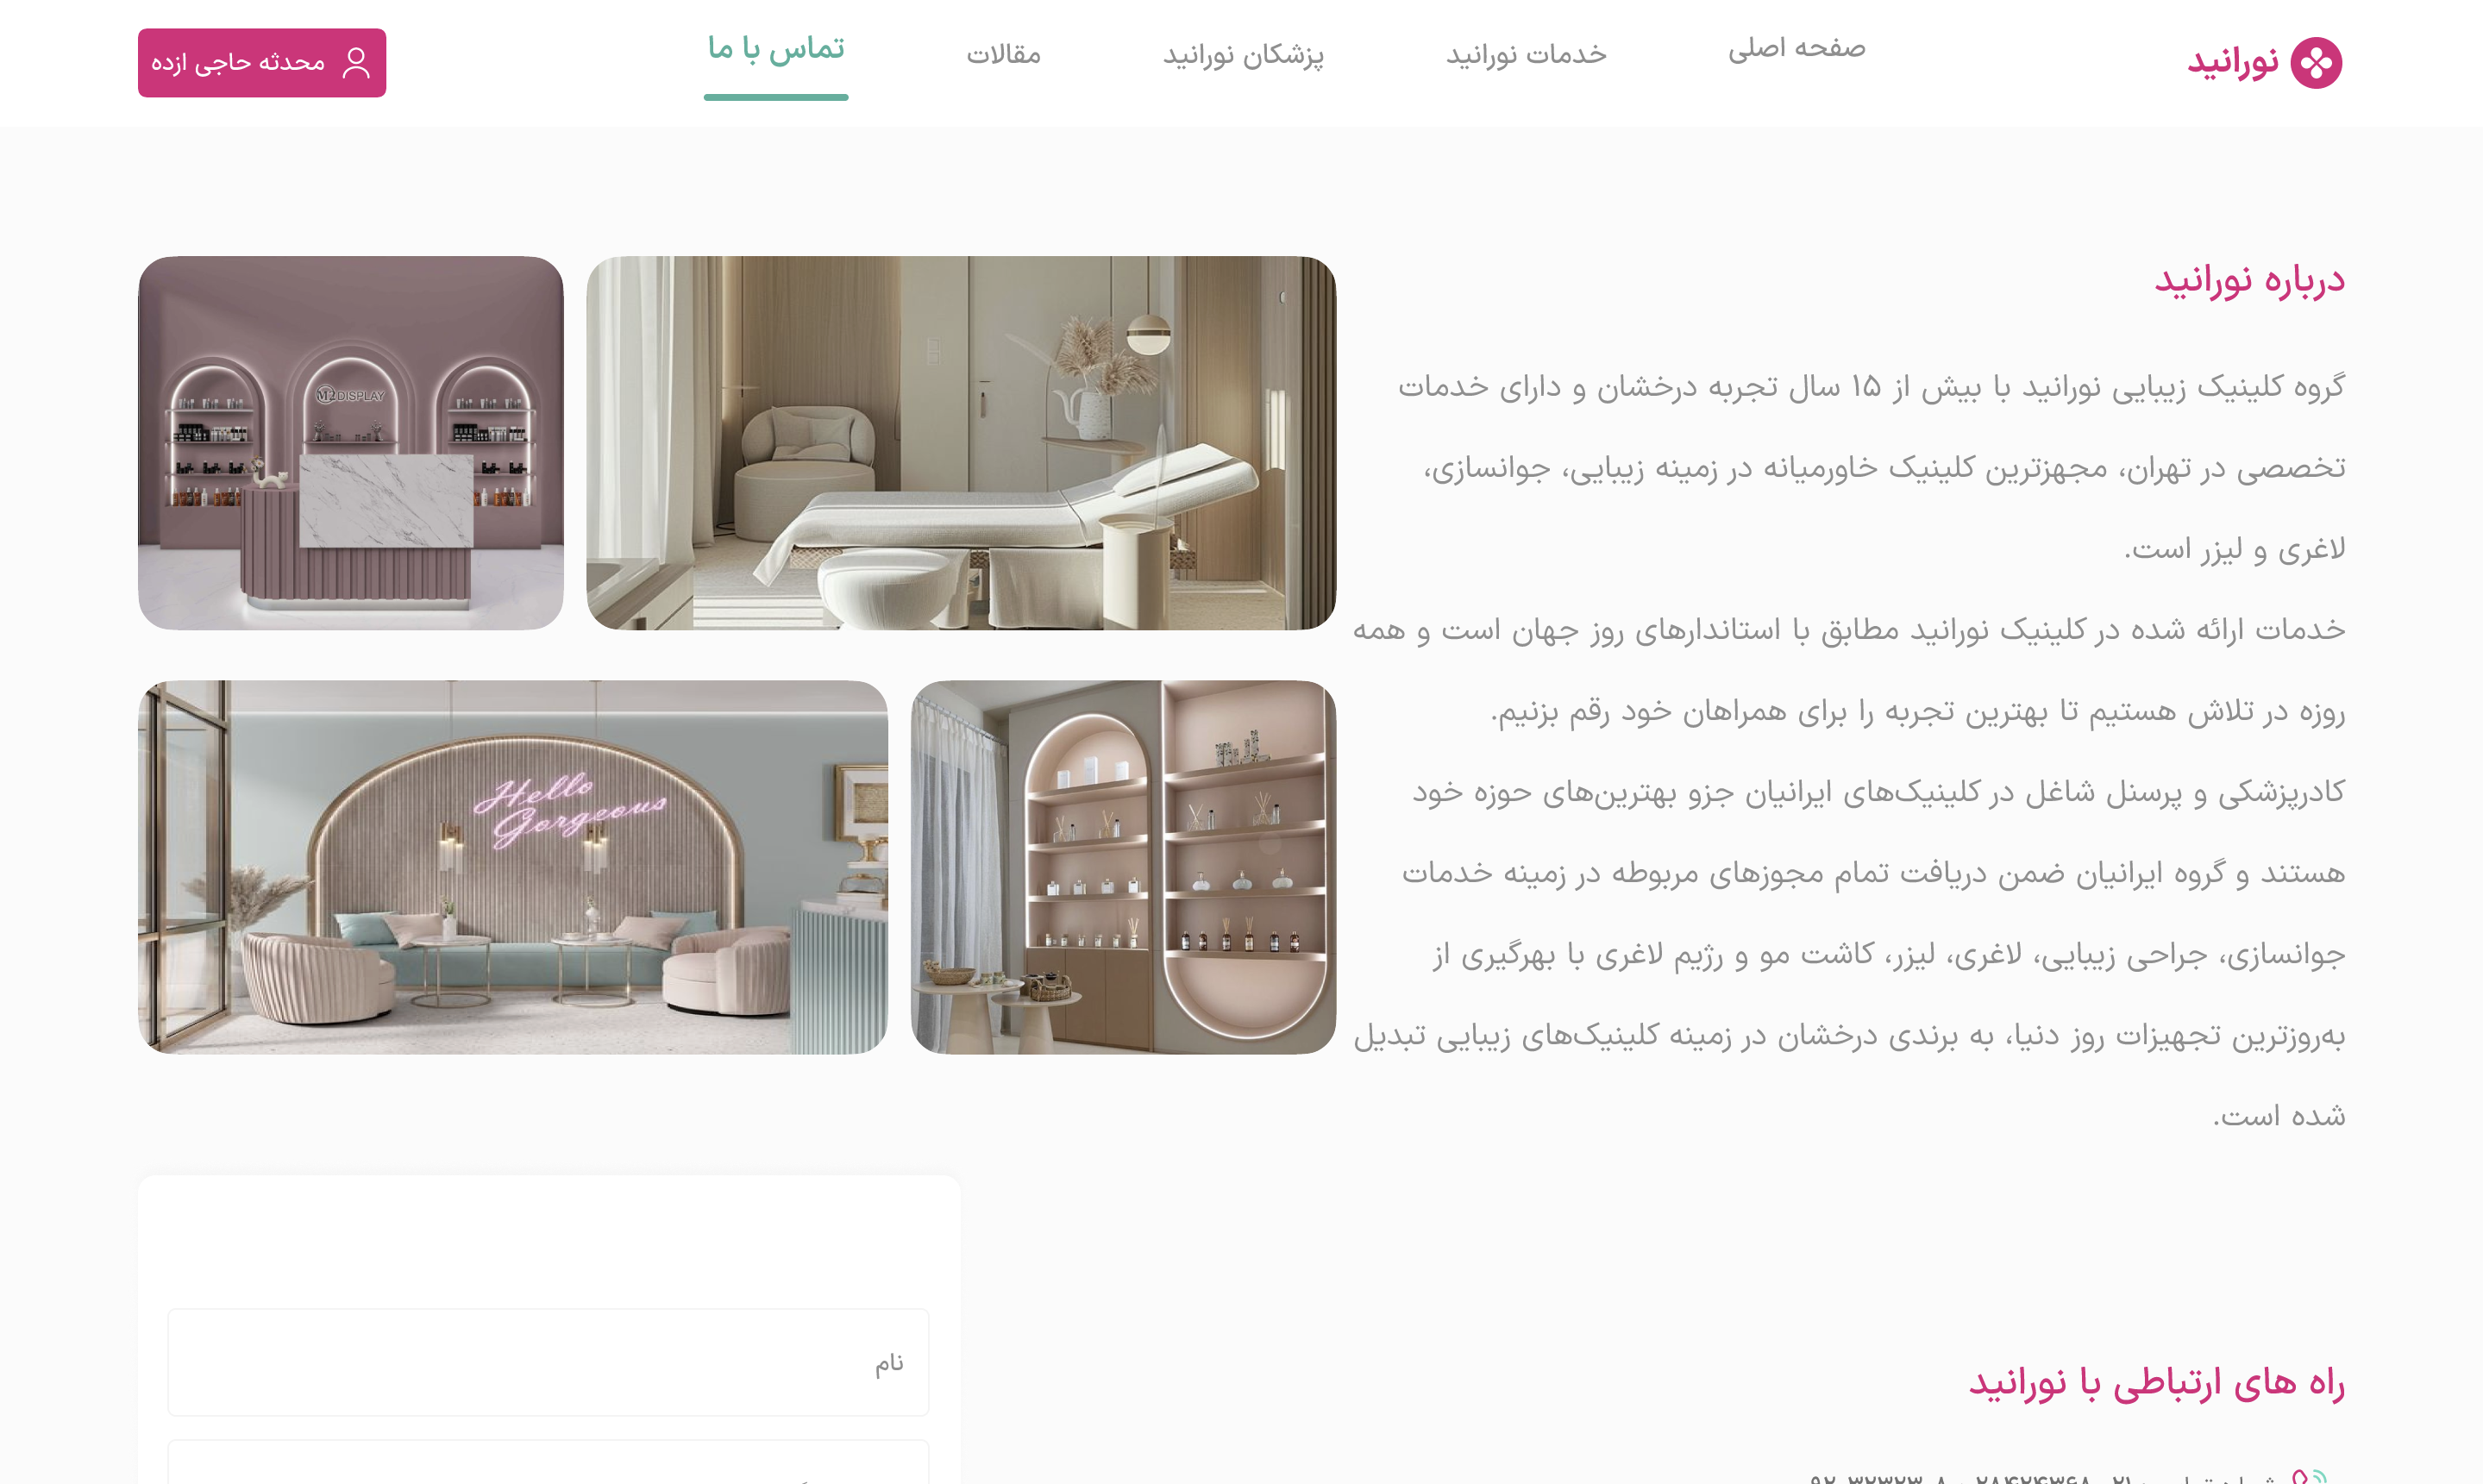 نورانید
صفحه اصلی
خدمات نورانید
پزشکان نورانید
مقالات
تماس با ما
محدثه حاجی ازده
درباره نورانید
گروه کلینیک زیبایی نورانید با بیش از ۱۵ سال تجربه درخشان و دارای خدمات
تخصصی در تهران، مجهزترین کلینیک خاورمیانه در زمینه زیبایی، جوانسازی،
لاغری و لیزر است.
خدمات ارائه شده در کلینیک نورانید مطابق با استاندارهای روز جهان است و همه
روزه در تلاش هستیم تا بهترین تجربه را برای همراهان خود رقم بزنیم.
کادرپزشکی و پرسنل شاغل در کلینیک‌های ایرانیان جزو بهترین‌های حوزه خود
هستند و گروه ایرانیان ضمن دریافت تمام مجوزهای مربوطه در زمینه خدمات
جوانسازی، جراحی زیبایی، لاغری، لیزر، کاشت مو و رژیم لاغری با بهرگیری از
به‌روزترین تجهیزات روز دنیا، به برندی درخشان در زمینه کلینیک‌های زیبایی تبدیل
شده است.
DISPLAY
Hello
Gorgeous
نام
راه های ارتباطی با نورانید